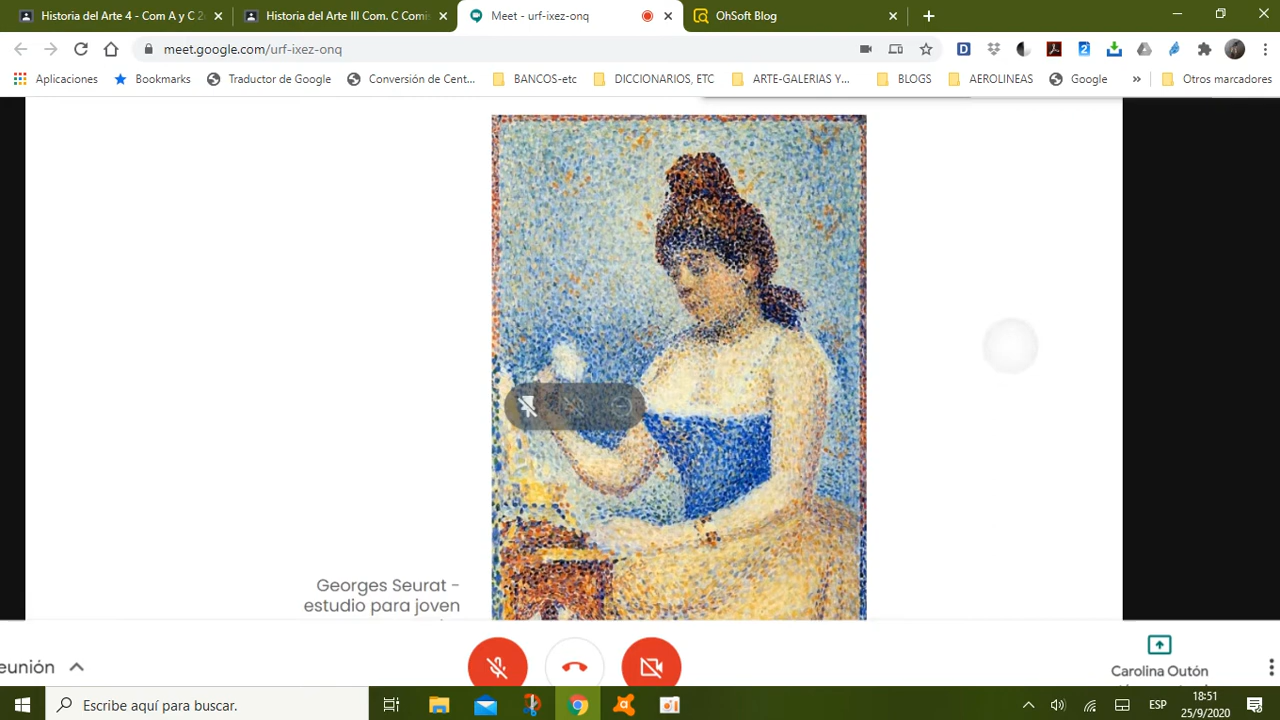 Historia del Arte 4 - Com A y C 2
Historia del Arte III Com. C Comis
Meet - urf-ixez-onq
OhSoft Blog
meet.google.com/urf-ixez-onq
Aplicaciones
Bookmarks
Traductor de Google
Conversión de Gent...
BANCOS-etc
DICCIONARIOS, ETC
ARTE-GALERIAS Y...
BLOGS
AEROLINEAS
Google
»
Otros marcadores
Georges Seurat -
estudio para joven
eunión
Carolina Outón
Escribe aquí para buscar.
ESP
18:51
25/9/2020